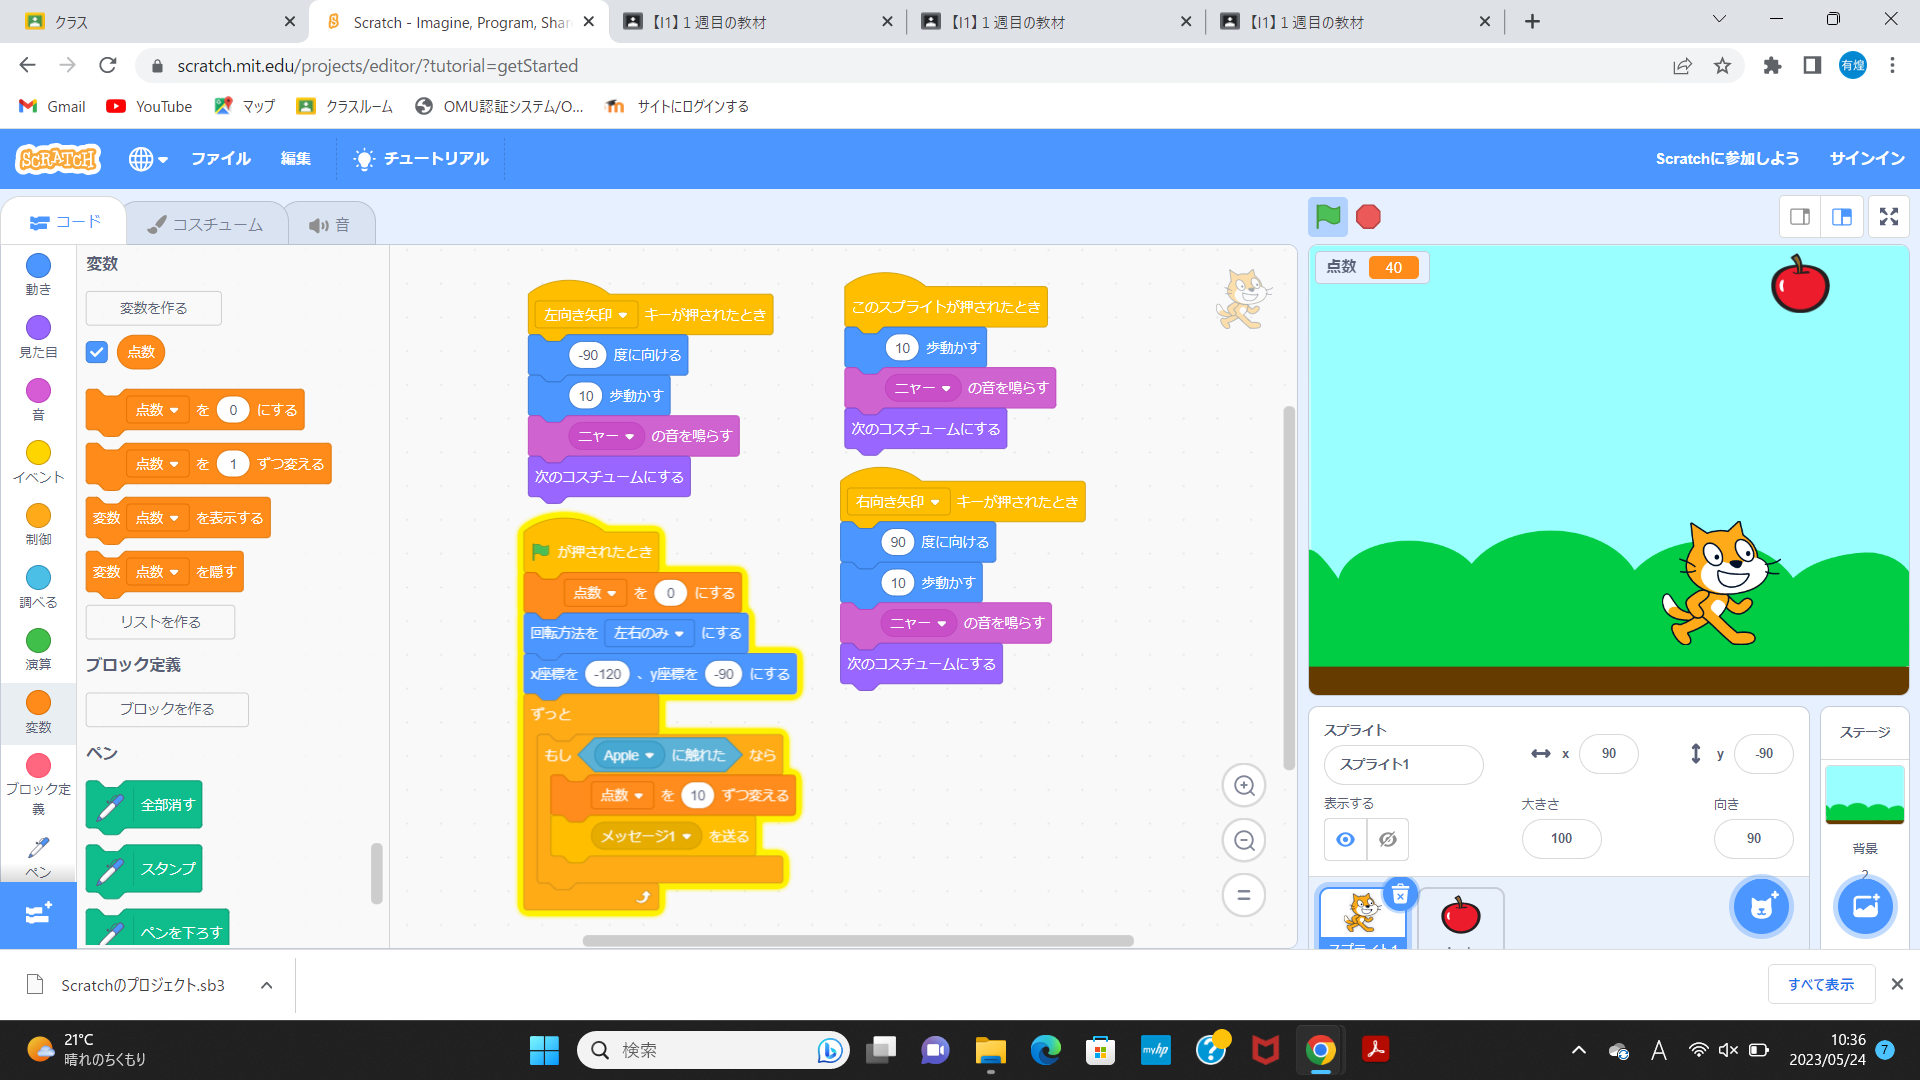 クラス
Scratch - Imagine, Program, Shar
【I1】1 週目の教材
【I1】1 週目の教材
【I1】1 週目の教材
scratch.mit.edu/projects/editor/?tutorial=getStarted
有煌
Gmail
YouTube
マップ
クラスルーム
OMU認証システム/O...
サイトにログインする
SCRATCH
ファイル
編集
チュートリアル
Scratchに参加しよう
サインイン
コード
コスチューム
音
動き
見た目
音
イベント
制御
調べる
演算
変数
ブロック定義
ペン
変数
変数を作る
点数
点数 を 0 にする
点数 を 1 ずつ変える
変数 点数 を表示する
変数 点数 を隠す
リストを作る
ブロック定義
ブロックを作る
ペン
全部消す
スタンプ
ペンを下ろす
左向き矢印 キーが押されたとき
-90 度に向ける
10 歩動かす
ニャー の音を鳴らす
次のコスチュームにする
が押されたとき
点数 を 0 にする
回転方法を 左右のみ にする
x座標を -120 、y座標を -90 にする
ずっと
もし Apple に触れた なら
点数 を 10 ずつ変える
メッセージ1 を送る
このスプライトが押されたとき
10 歩動かす
ニャー の音を鳴らす
次のコスチュームにする
右向き矢印 キーが押されたとき
90 度に向ける
10 歩動かす
ニャー の音を鳴らす
次のコスチュームにする
点数 40
スプライト
スプライト1
x 90
y -90
表示する
大きさ
100
向き
90
スプライト1
ステージ
背景
2
Scratchのプロジェクト.sb3
すべて表示
21°C
晴れのちくもり
検索
myhp
A
10:36
2023/05/24
7